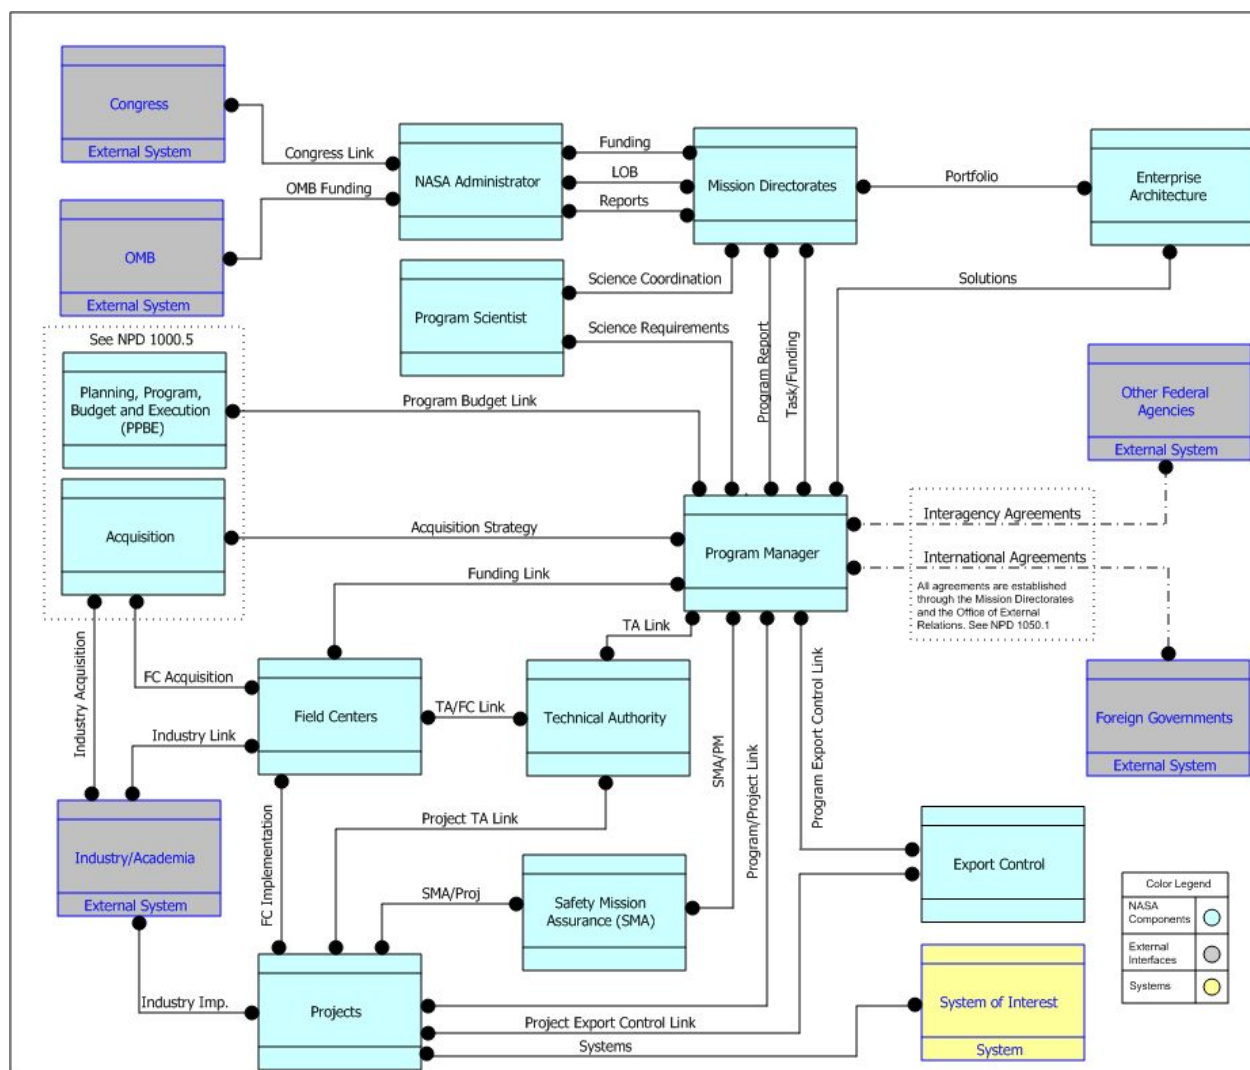 Congress
External System
Congress Link
NASA Administrator
Funding
LOB
Reports
Mission Directorates
Portfolio
Enterprise
Architecture
OMB Funding
OMB
External System
Program Scientist
Science Coordination
Science Requirements
Program Report
Task/Funding
Solutions
See NPD 1000.5
Planning, Program,
Budget and Execution
(PPBE)
Program Budget Link
Other Federal
Agencies
External System
Acquisition
Acquisition Strategy
Program Manager
Interagency Agreements
International Agreements
All agreements are established
through the Mission Directorates
and the Office of External
Relations. See NPD 1050.1
Funding Link
TA Link
Industry Acquisition
FC Acquisition
Field Centers
TA/FC Link
Technical Authority
Industry Link
SMA/PM
Program/Project Link
Program Export Control Link
Foreign Governments
External System
Industry/Academia
External System
FC Implementation
Project TA Link
SMA/Proj
Safety Mission
Assurance (SMA)
Export Control
Industry Imp.
Projects
Project Export Control Link
Systems
System of Interest
System
Color Legend
NASA
Components
External
Interfaces
Systems